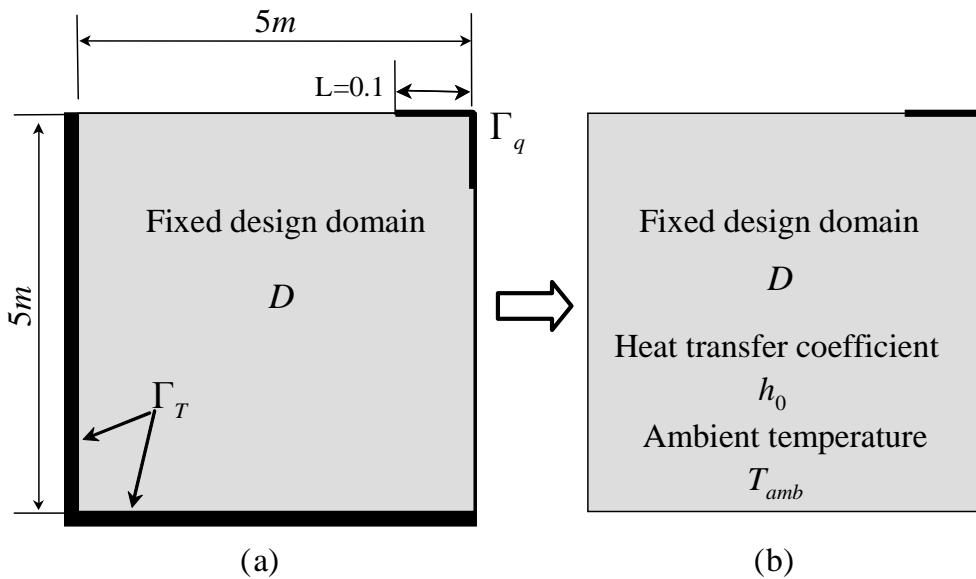 5m
L=0.1
Γq
Fixed design domain
D
5m
ΓT
(a)
Fixed design domain
D
Heat transfer coefficient
h0
Ambient temperature
Tamb
(b)